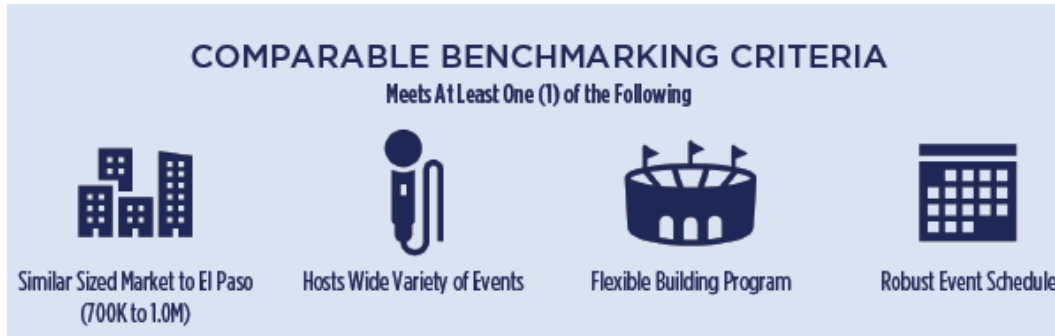 COMPARABLE BENCHMARKING CRITERIA
Meets At Least One (1) of the Following
Similar Sized Market to El Paso
(700K to 1.0M)
Hosts Wide Variety of Events
Flexible Building Program
Robust Event Schedule